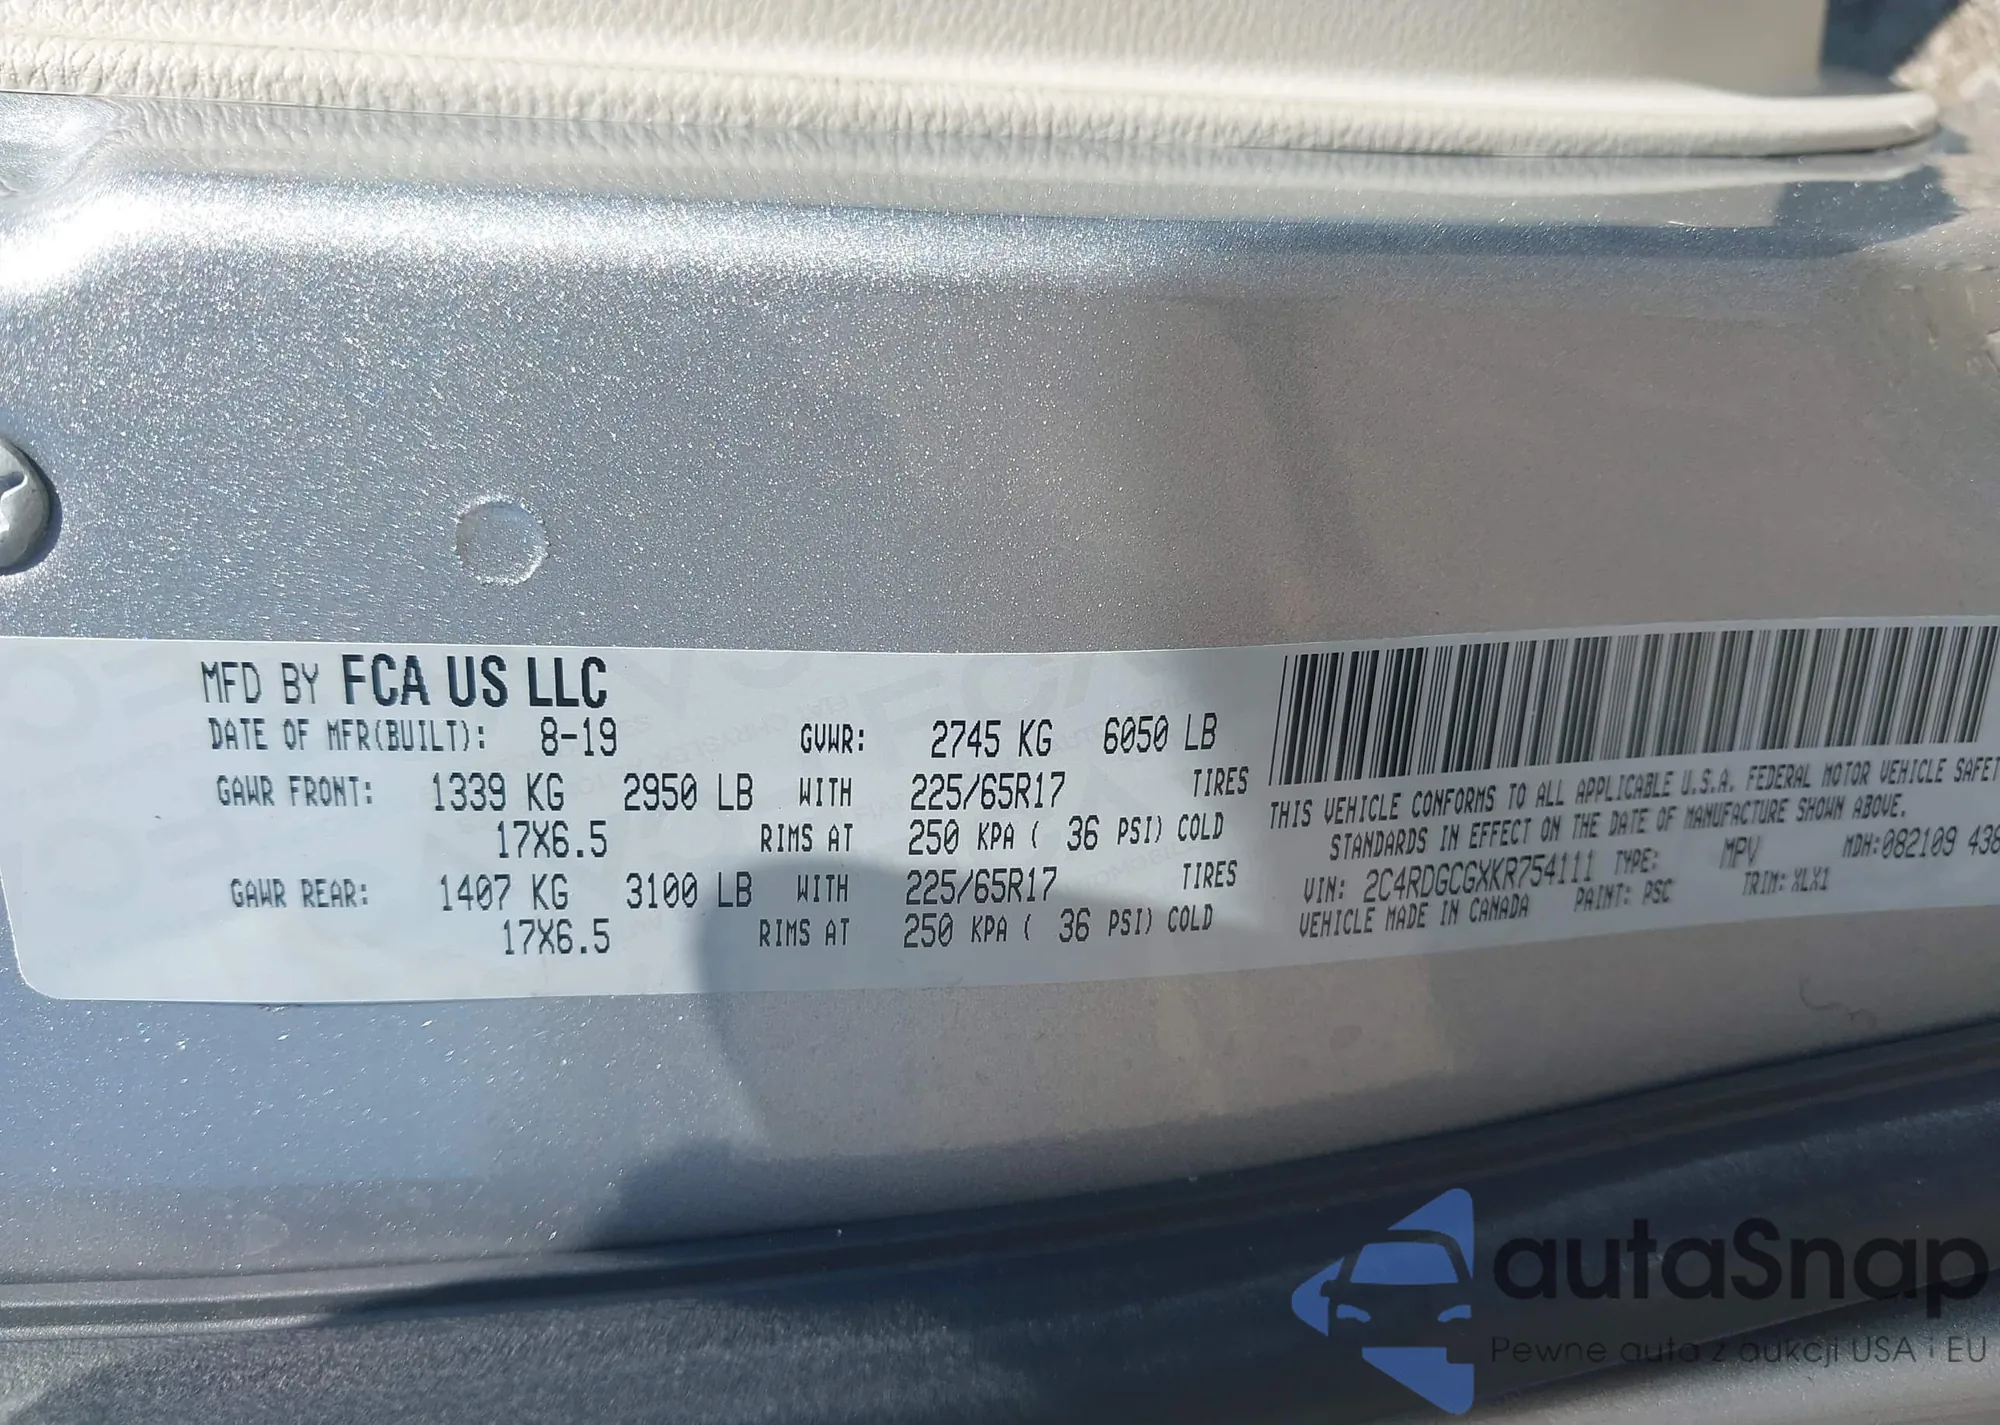 MFD BY FCA US LLC
DATE OF MFR(BUILT): 8-19 GVWR: 2745 KG 6050 LB
GAWR FRONT: 1339 KG 2950 LB WITH 225/65R17 TIRES
17X6.5 RIMS AT 250 KPA ( 36 PSI) COLD
GAWR REAR: 1407 KG 3100 LB WITH 225/65R17 TIRES
17X6.5 RIMS AT 250 KPA ( 36 PSI) COLD
THIS VEHICLE CONFORMS TO ALL APPLICABLE U.S.A. FEDERAL MOTOR VEHICLE SAFET
STANDARDS IN EFFECT ON THE DATE OF MANUFACTURE SHOWN ABOVE.
VIN: 2C4RDGCGXKR754111 TYPE: MPV MDH:082109 438
VEHICLE MADE IN CANADA PAINT: PSC TRIM: XLX1
autaSnap
Pewne auta z aukcji USA i EU